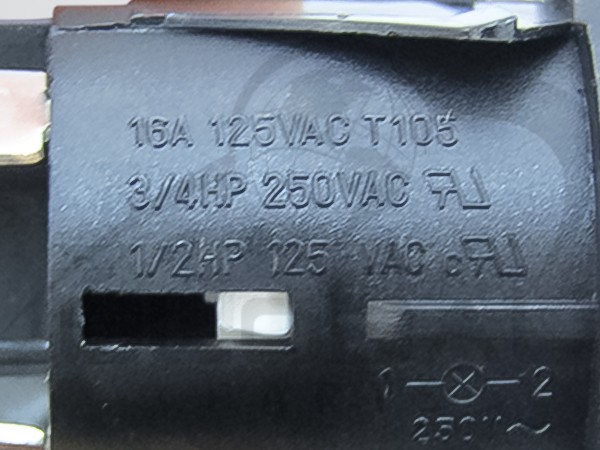 16A 125VAC T105
3/4HP 250VAC
1/2HP 125 VAC
1 2
250V~